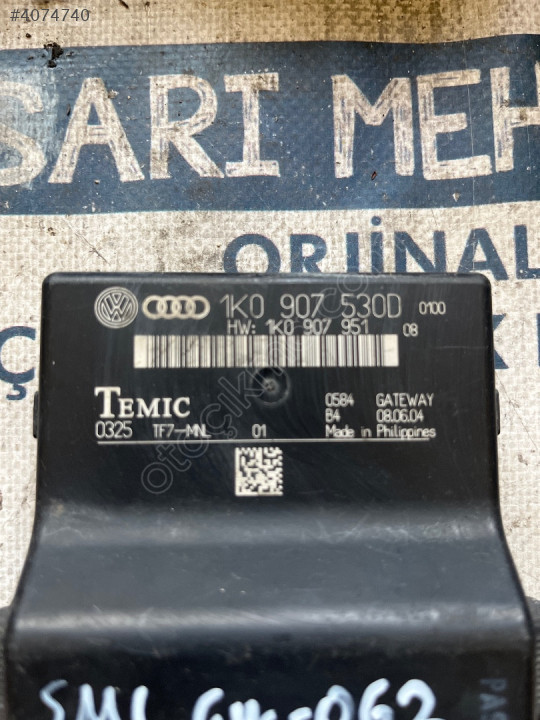 #4074740
SARI MEH
ORJİNAL
1K0 907 530D 0100
HW: 1K0 907 951 08
TEMIC
0584 GATEWAY
B4 08.06.04
0325 TF7-MNL 01 Made in Philippines